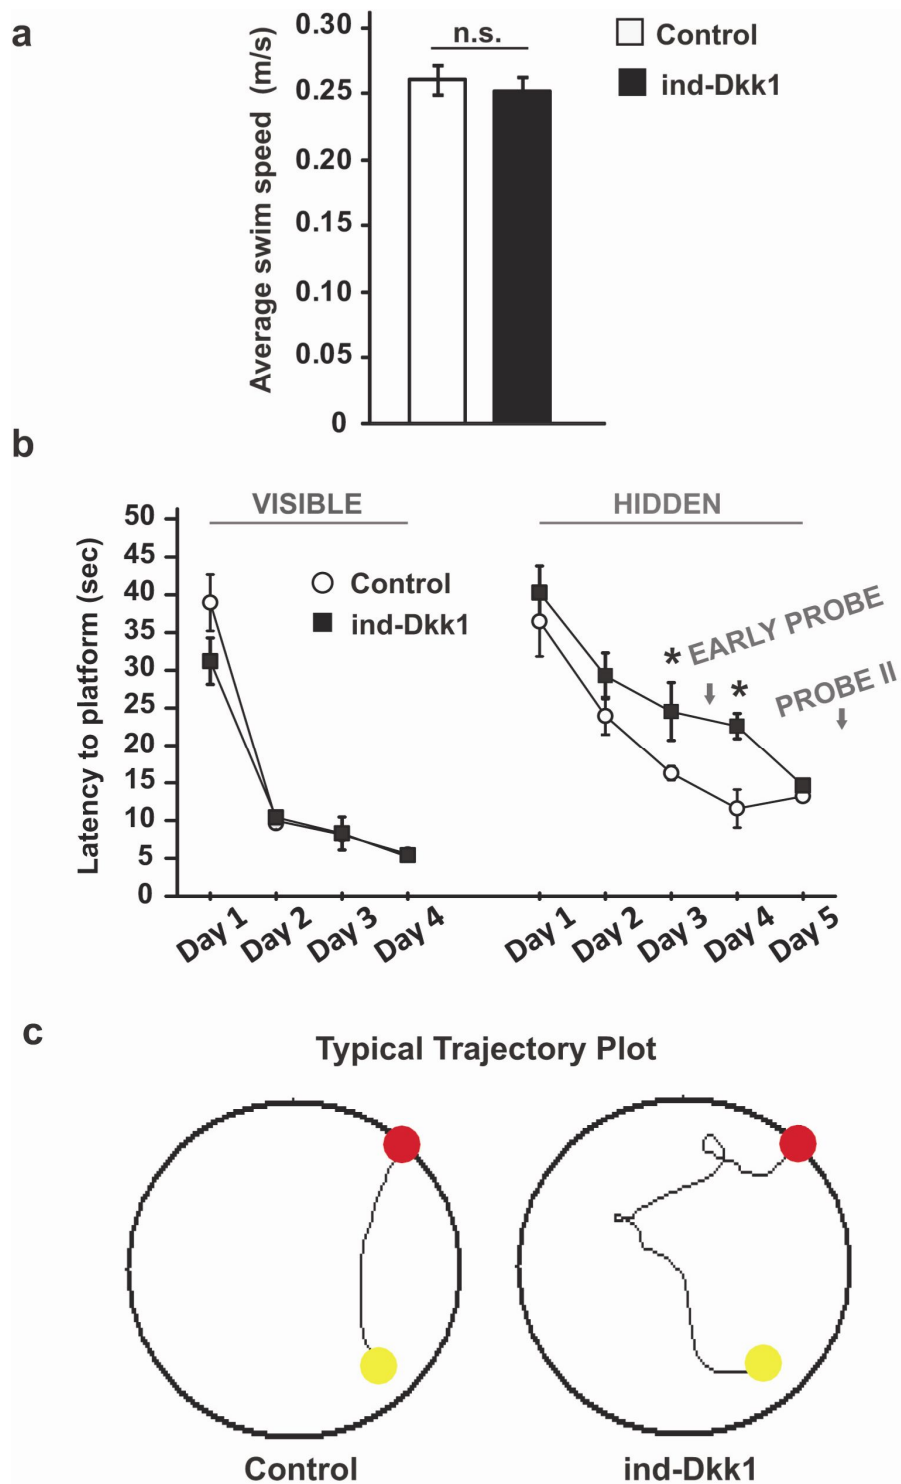 a
Average swim speed (m/s)
0.30
0.25
0.20
0.15
0.10
0.05
0
n.s.
Control
ind-Dkk1
b
Latency to platform (sec)
50
45
40
35
30
25
20
15
10
5
0
VISIBLE
HIDDEN
Control
ind-Dkk1
* EARLY PROBE
*
PROBE II
Day 1 Day 2 Day 3 Day 4 Day 1 Day 2 Day 3 Day 4 Day 5
c
Typical Trajectory Plot
Control ind-Dkk1